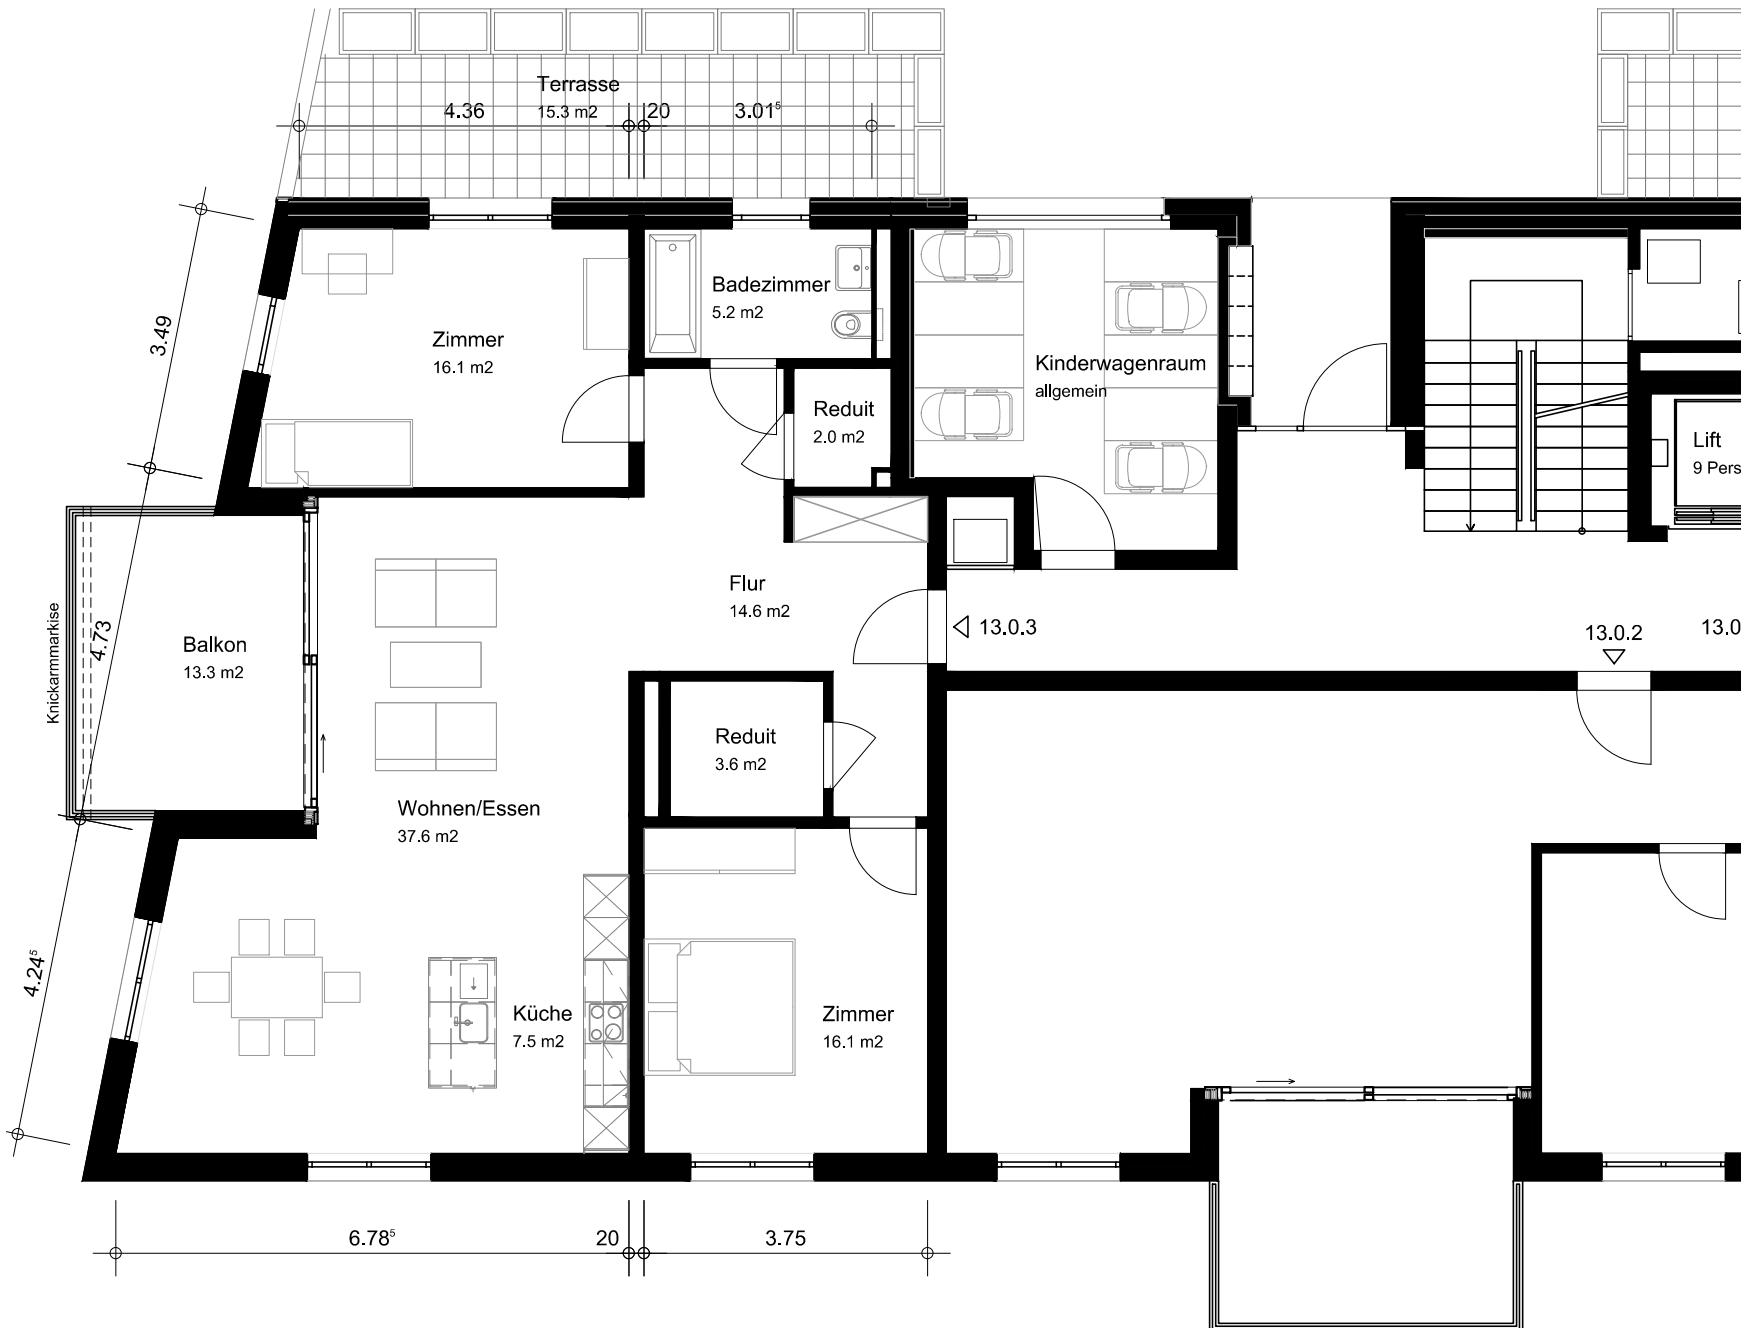 Terrasse
15.3 m2
4.36
20
3.01⁵
3.49
Zimmer
16.1 m2
Badezimmer
5.2 m2
Reduit
2.0 m2
Kinderwagenraum
allgemein
Lift
9 Pers
Knickarmmarkise
4.73
Balkon
13.3 m2
Flur
14.6 m2
13.0.3
13.0.2
13.0
Reduit
3.6 m2
Wohnen/Essen
37.6 m2
4.24⁵
Küche
7.5 m2
Zimmer
16.1 m2
6.78⁵
20
3.75